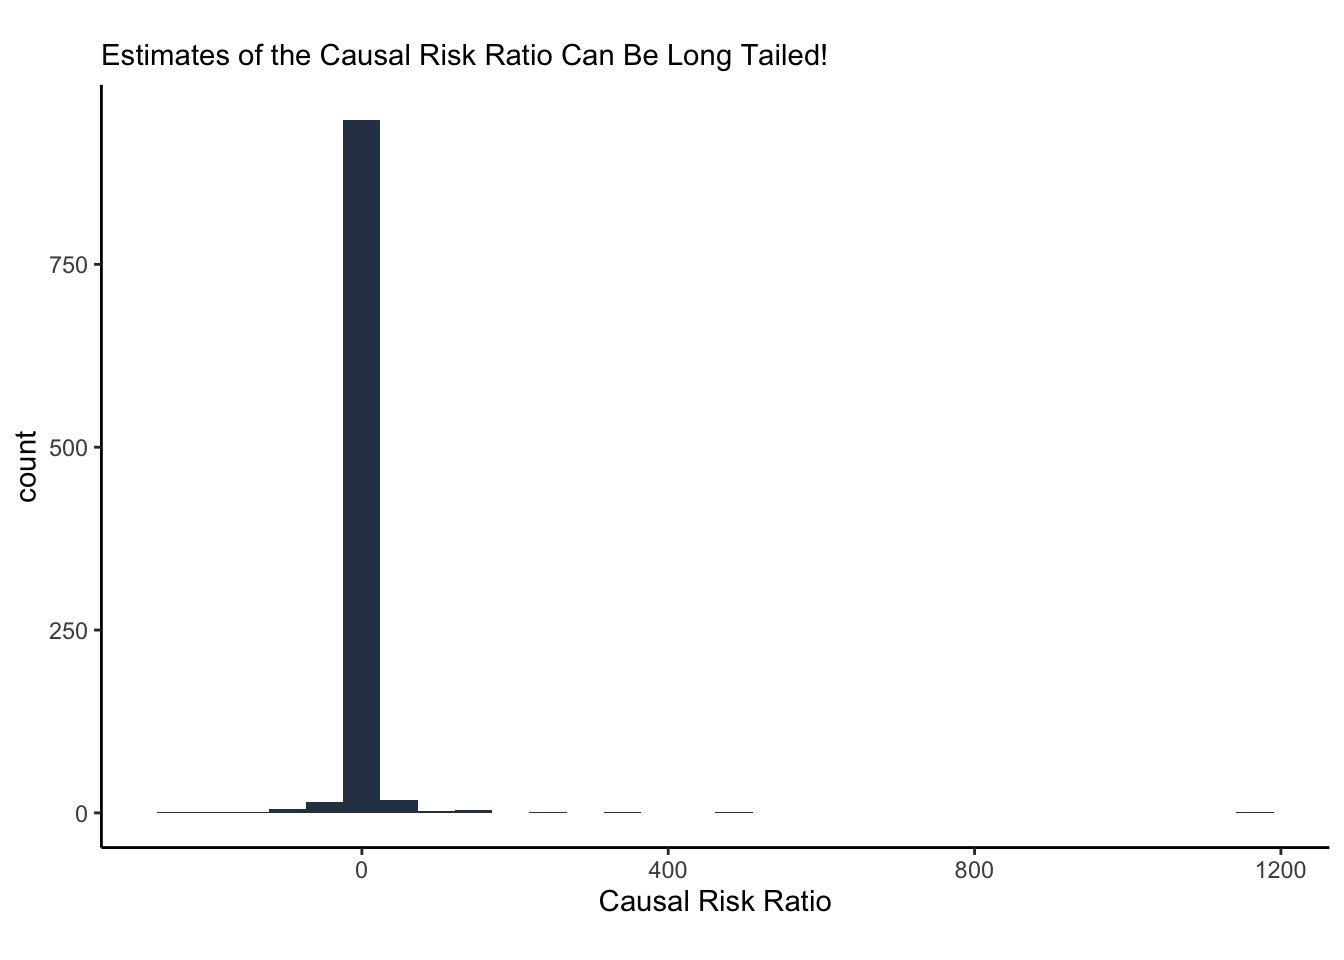 Estimates of the Causal Risk Ratio Can Be Long Tailed!
count
750
500
250
0
0 400 800 1200
Causal Risk Ratio